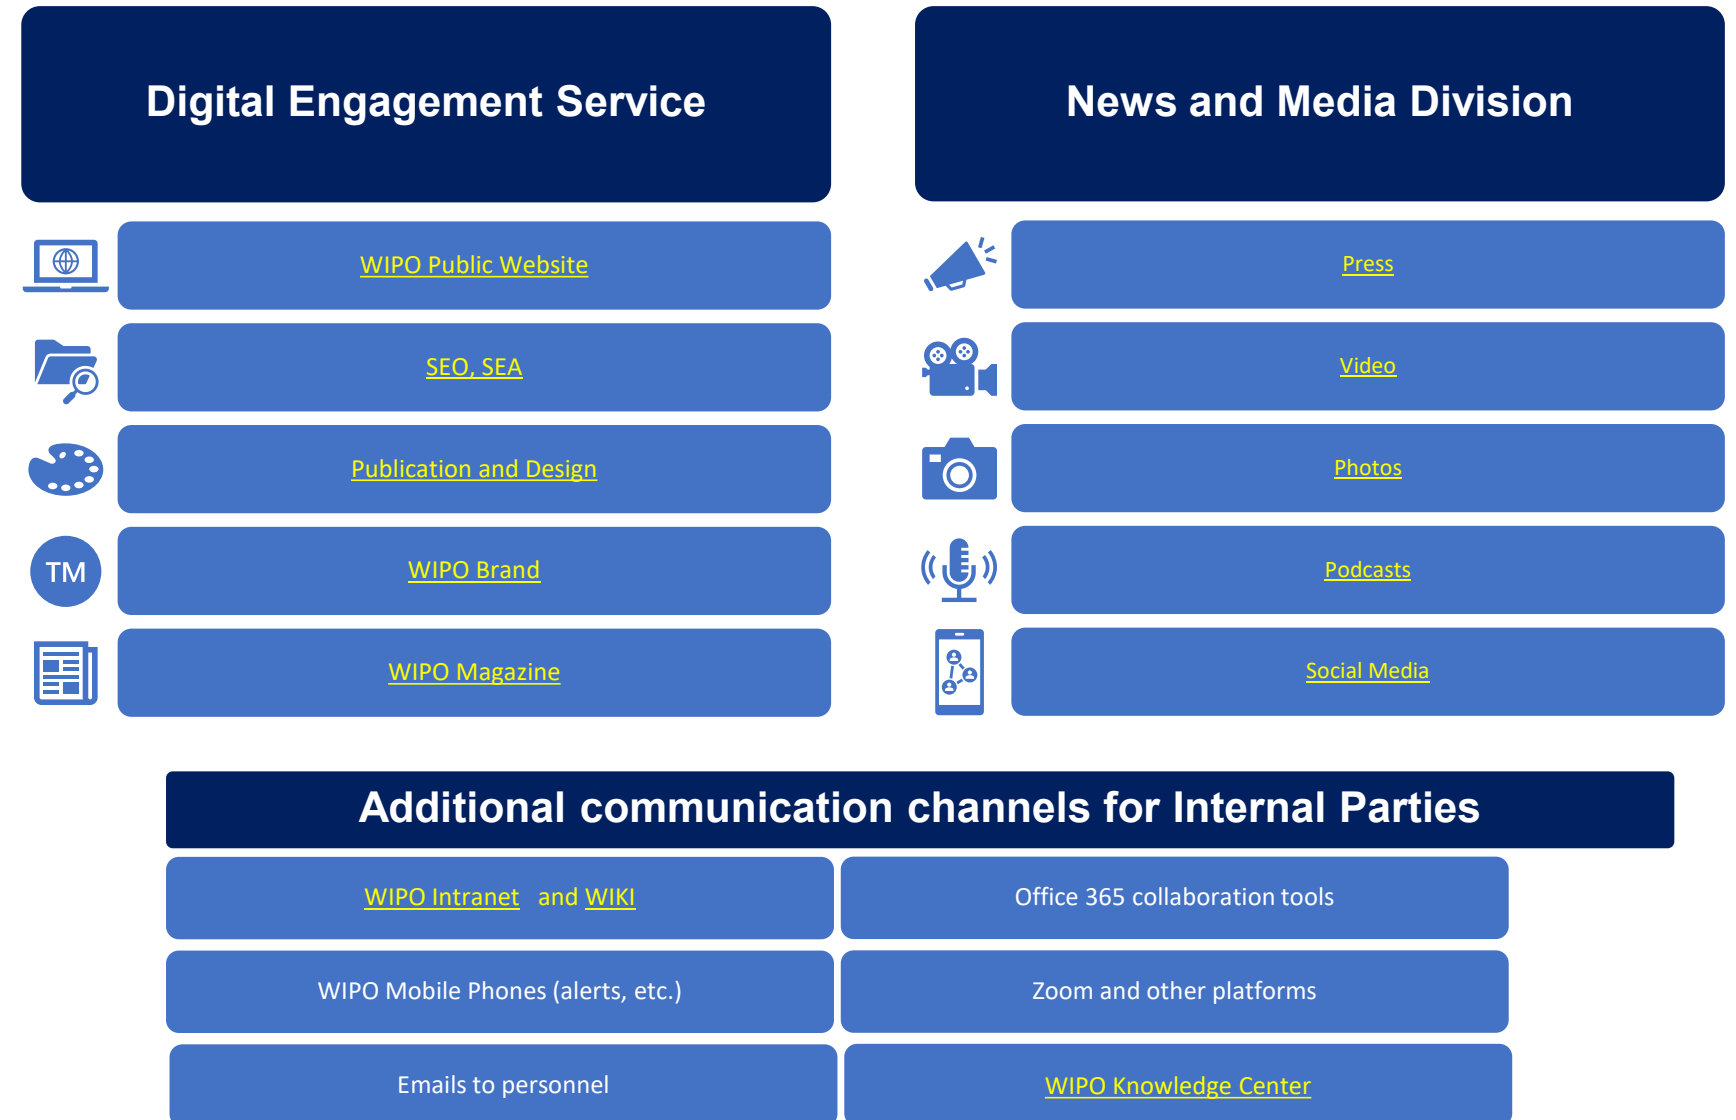 Digital Engagement Service
WIPO Public Website
SEO, SEA
Publication and Design
TM
WIPO Brand
WIPO Magazine
News and Media Division
Press
Video
Photos
Podcasts
Social Media
Additional communication channels for Internal Parties
WIPO Intranet and WIKI
Office 365 collaboration tools
WIPO Mobile Phones (alerts, etc.)
Zoom and other platforms
Emails to personnel
WIPO Knowledge Center